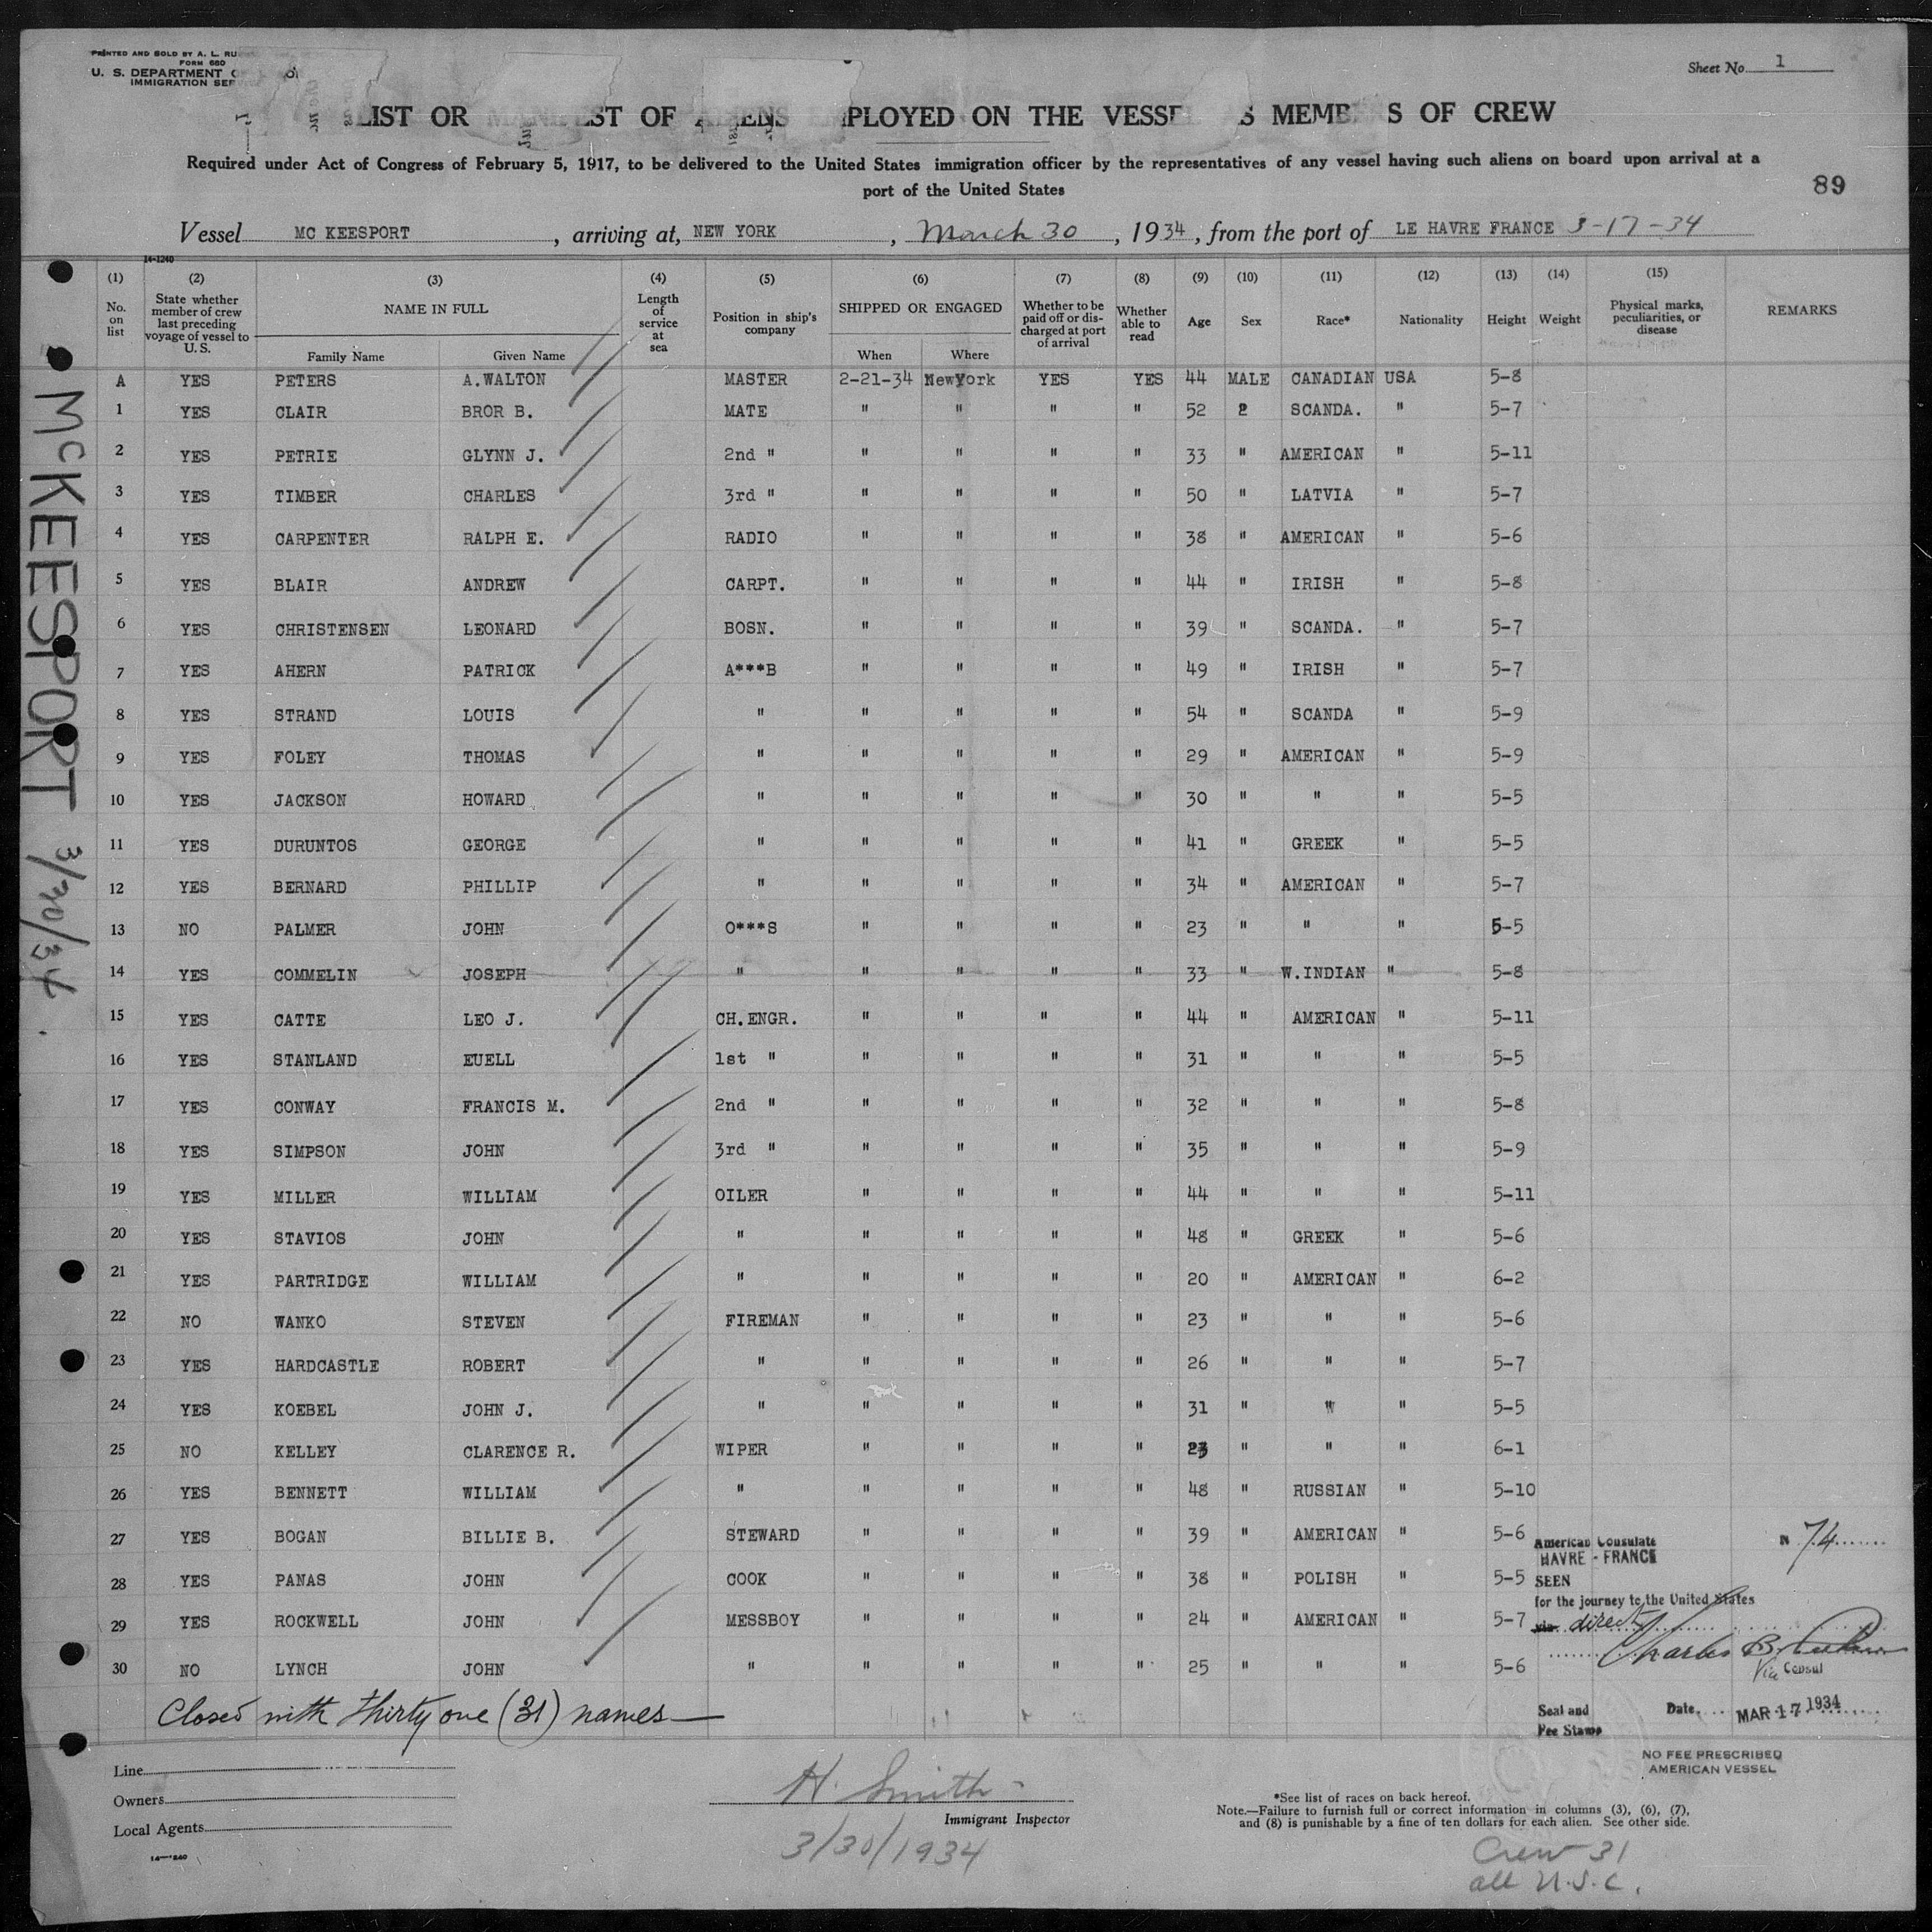 PRINTED AND SOLD BY A. L. RU
FORM 680
U. S. DEPARTMENT
IMMIGRATION SER
Sheet No 1
LIST OR MANIFEST OF ALIENS EMPLOYED ON THE VESSEL AS MEMBERS OF CREW
Required under Act of Congress of February 5, 1917, to be delivered to the United States immigration officer by the representatives of any vessel having such aliens on board upon arrival at a
port of the United States
89
Vessel MC KEESPORT, arriving at, NEW YORK, March 30, 1934, from the port of LE HAVRE FRANCE 3-17-34
14-1240
(1) (2) (3) (4) (5) (6) (7) (8) (9) (10) (11) (12) (13) (14) (15)
No. on list | State whether member of crew last preceding voyage of vessel to U.S. | NAME IN FULL | Family Name | Given Name | Length of service at sea | Position in ship's company | SHIPPED OR ENGAGED | When | Where | Whether to be paid off or discharged at port of arrival | Whether able to read | Age | Sex | Race* | Nationality | Height | Weight | Physical marks, peculiarities, or disease | REMARKS
A YES PETERS A.WALTON MASTER 2-21-34 NewYork YES YES 44 MALE CANADIAN USA 5-8
1 YES CLAIR BROR B. MATE " " " " 52 2 SCANDA. " 5-7
2 YES PETRIE GLYNN J. 2nd " " " " " 33 " AMERICAN " 5-11
3 YES TIMBER CHARLES 3rd " " " " " 50 " LATVIA " 5-7
4 YES CARPENTER RALPH E. RADIO " " " " 38 " AMERICAN " 5-6
5 YES BLAIR ANDREW CARPT. " " " " 44 " IRISH " 5-8
6 YES CHRISTENSEN LEONARD BOSN. " " " " 39 " SCANDA. " 5-7
7 YES AHERN PATRICK A***B " " " " 49 " IRISH " 5-7
8 YES STRAND LOUIS " " " " " 54 " SCANDA " 5-9
9 YES FOLEY THOMAS " " " " " 29 " AMERICAN " 5-9
10 YES JACKSON HOWARD " " " " " 30 " " " 5-5
11 YES DURUNTOS GEORGE " " " " " 41 " GREEK " 5-5
12 YES BERNARD PHILLIP " " " " " 34 " AMERICAN " 5-7
13 NO PALMER JOHN O***S " " " " 23 " " " 5-5
14 YES COMMELIN JOSEPH " " " " " 33 " W.INDIAN " 5-8
15 YES CATTE LEO J. CH.ENGR. " " " " 44 " AMERICAN " 5-11
16 YES STANLAND EUELL 1st " " " " " 31 " " " 5-5
17 YES CONWAY FRANCIS M. 2nd " " " " " 32 " " " 5-8
18 YES SIMPSON JOHN 3rd " " " " " 35 " " " 5-9
19 YES MILLER WILLIAM OILER " " " " 44 " " " 5-11
20 YES STAVIOS JOHN " " " " " 48 " GREEK " 5-6
21 YES PARTRIDGE WILLIAM " " " " " 20 " AMERICAN " 6-2
22 NO WANKO STEVEN FIREMAN " " " " 23 " " " 5-6
23 YES HARDCASTLE ROBERT " " " " " 26 " " " 5-7
24 YES KOEBEL JOHN J. " " " " " 31 " " " 5-5
25 NO KELLEY CLARENCE R. WIPER " " " " 23 " " " 6-1
26 YES BENNETT WILLIAM " " " " " 48 " RUSSIAN " 5-10
27 YES BOGAN BILLIE B. STEWARD " " " " 39 " AMERICAN " 5-6
28 YES PANAS JOHN COOK " " " " 38 " POLISH " 5-5
29 YES ROCKWELL JOHN MESSBOY " " " " 24 " AMERICAN " 5-7
30 NO LYNCH JOHN " " " " " 25 " " " 5-6
American Consulate
HAVRE - FRANCE
N 74
SEEN
for the journey to the United States
via direct
Charles B.
Vice Consul
Seal and
Fee Stamp
Date MAR 17 1934
NO FEE PRESCRIBED
AMERICAN VESSEL
Closed with thirty one (31) names
Line
Owners
Local Agents
H. Smith
Immigrant Inspector
3/30/1934
*See list of races on back hereof.
Note.—Failure to furnish full or correct information in columns (3), (6), (7),
and (8) is punishable by a fine of ten dollars for each alien. See other side.
Crew 31
all U.S.C.
McKEESPORT 3/30/34.